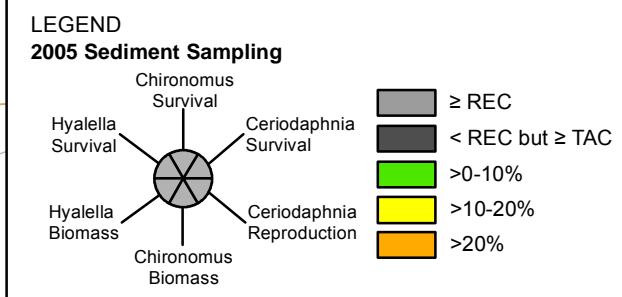 LEGEND
2005 Sediment Sampling
Chironomus
Survival
Ceriodaphnia
Survival
Ceriodaphnia
Reproduction
Chironomus
Biomass
Hyalella
Biomass
Hyalella
Survival
≥ REC
< REC but ≥ TAC
>0-10%
>10-20%
>20%